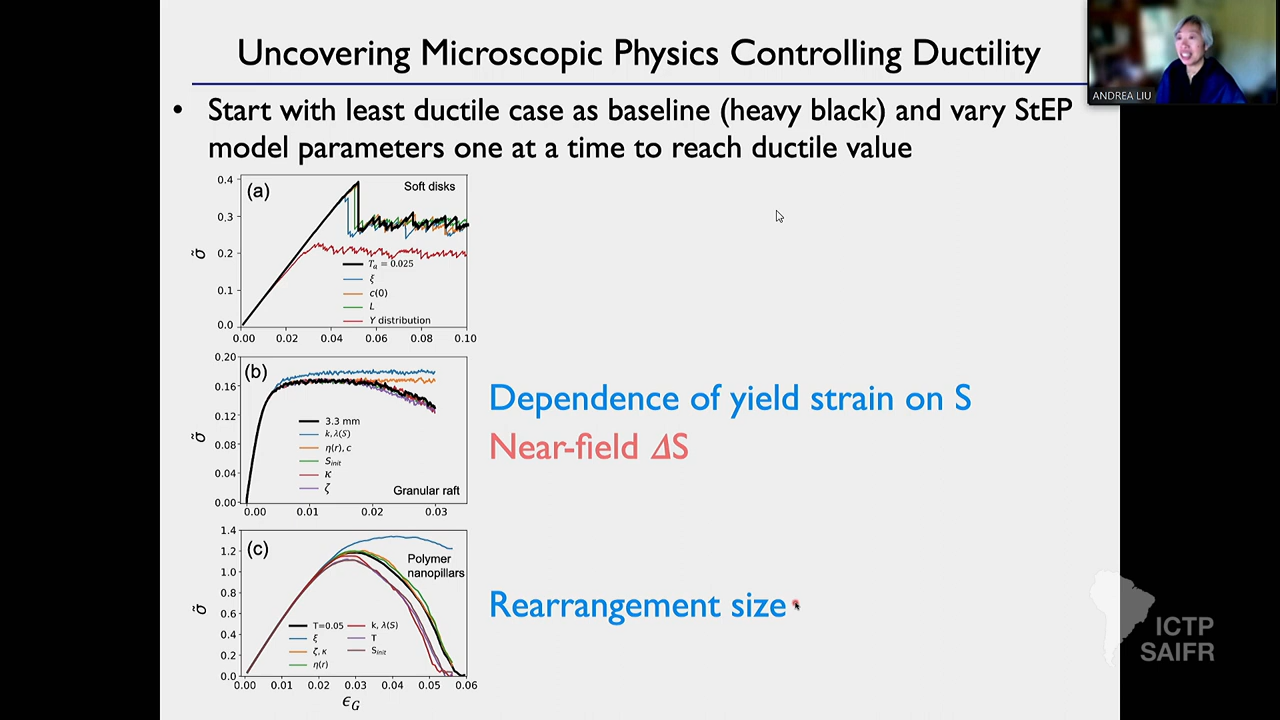 Uncovering Microscopic Physics Controlling Ductility
ANDREA LIU
• Start with least ductile case as baseline (heavy black) and vary StEP
model parameters one at a time to reach ductile value
(a)
Soft disks
0.4
0.3
0.2
0.1
0.0
σ̃
Tₐ = 0.025
ξ
c(0)
L
Y distribution
0.00 0.02 0.04 0.06 0.08 0.10
(b)
0.20
0.16
0.12
0.08
0.04
0.00
σ̃
3.3 mm
k, λ(S)
η(r), c
S_init
κ
ζ
Granular raft
0.00 0.01 0.02 0.03
Dependence of yield strain on S
Near-field ΔS
(c)
Polymer
nanopillars
1.4
1.2
1.0
0.8
0.6
0.4
0.2
0.0
σ̃
T=0.05 k, λ(S)
ξ T
ζ, κ S_init
η(r)
0.00 0.01 0.02 0.03 0.04 0.05 0.06
ϵ_G
Rearrangement size
ICTP
SAIFR